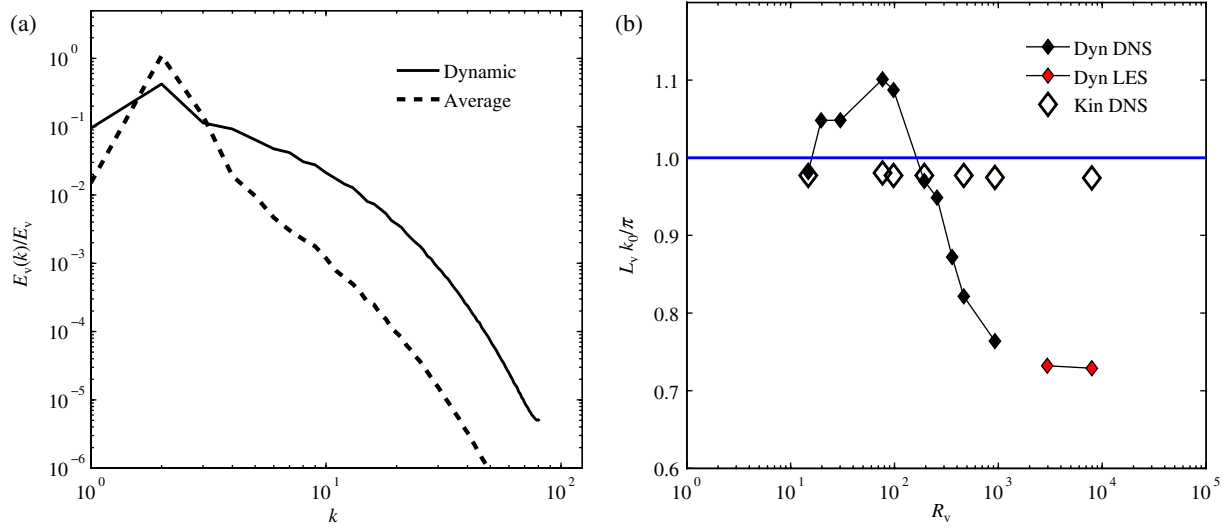 (a)
10^0
10^-1
10^-2
10^-3
10^-4
10^-5
10^-6
E_v(k)/E_v
Dynamic
Average
10^0
10^1
10^2
k
(b)
1.1
1.0
0.9
0.8
0.7
0.6
L_v k_0/π
Dyn DNS
Dyn LES
Kin DNS
10^0
10^1
10^2
10^3
10^4
10^5
R_v